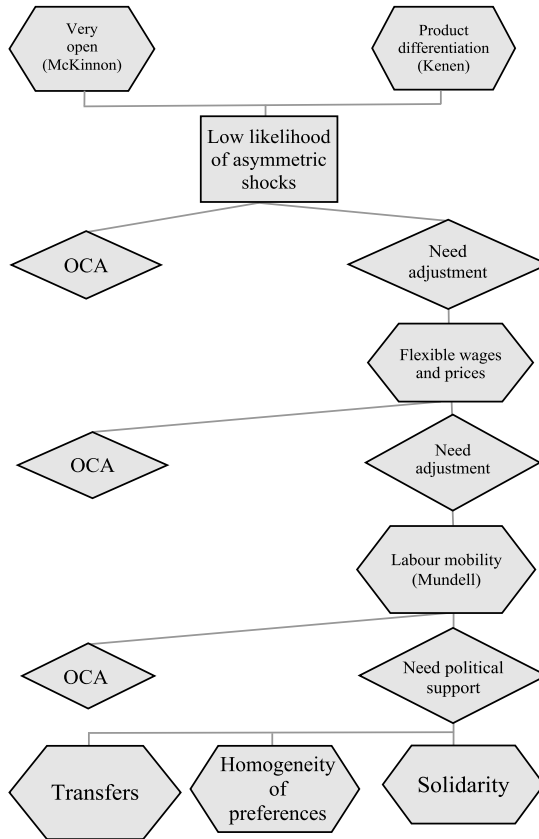 Very
open
(McKinnon)
Product
differentiation
(Kenen)
Low likelihood
of asymmetric
shocks
OCA
Need
adjustment
Flexible wages
and prices
OCA
Need
adjustment
Labour mobility
(Mundell)
OCA
Need political
support
Transfers
Homogeneity
of
preferences
Solidarity